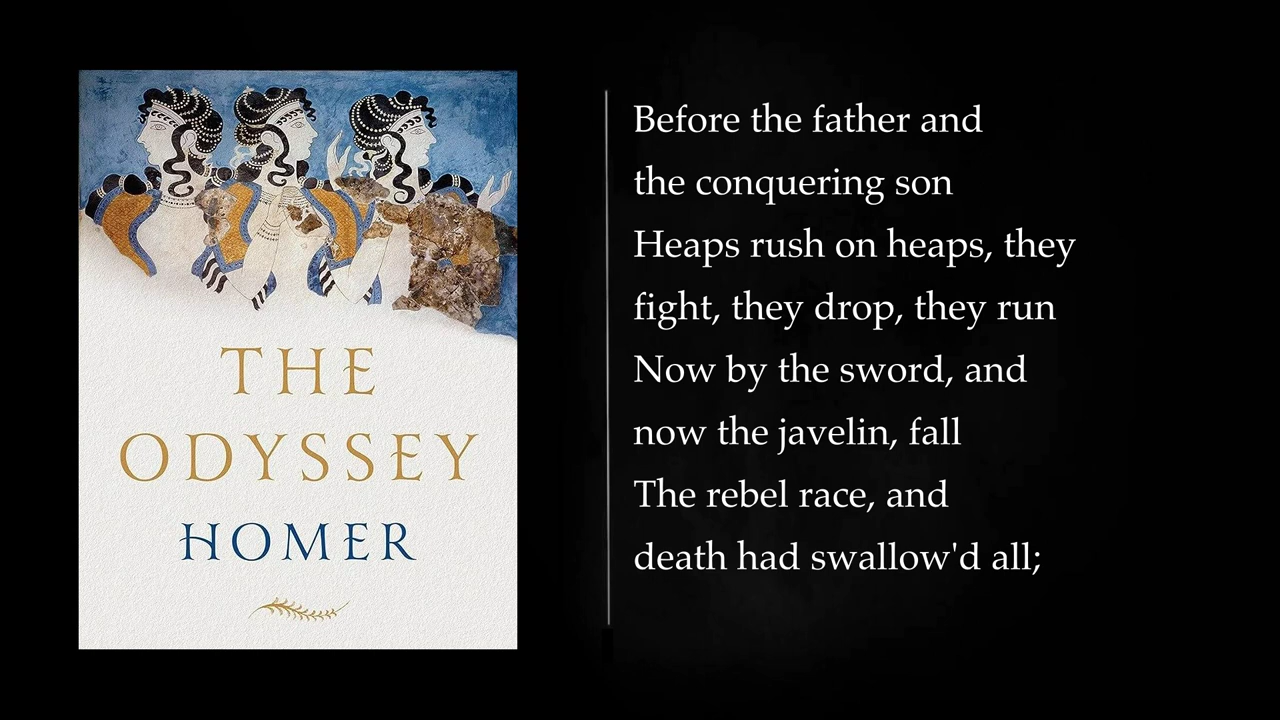 THE
ODYSSEY
HOMER
Before the father and
the conquering son
Heaps rush on heaps, they
fight, they drop, they run
Now by the sword, and
now the javelin, fall
The rebel race, and
death had swallow'd all;